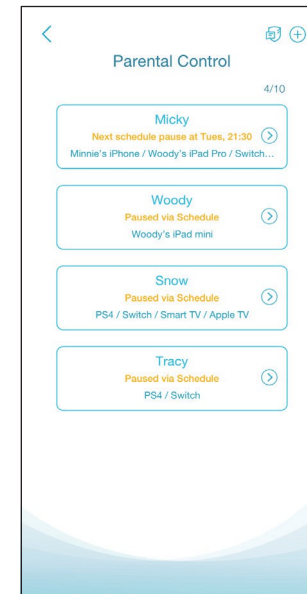 Parental Control
4/10
Micky
Next schedule pause at Tues, 21:30
Minnie's iPhone / Woody's iPad Pro / Switch...
Woody
Paused via Schedule
Woody's iPad mini
Snow
Paused via Schedule
PS4 / Switch / Smart TV / Apple TV
Tracy
Paused via Schedule
PS4 / Switch